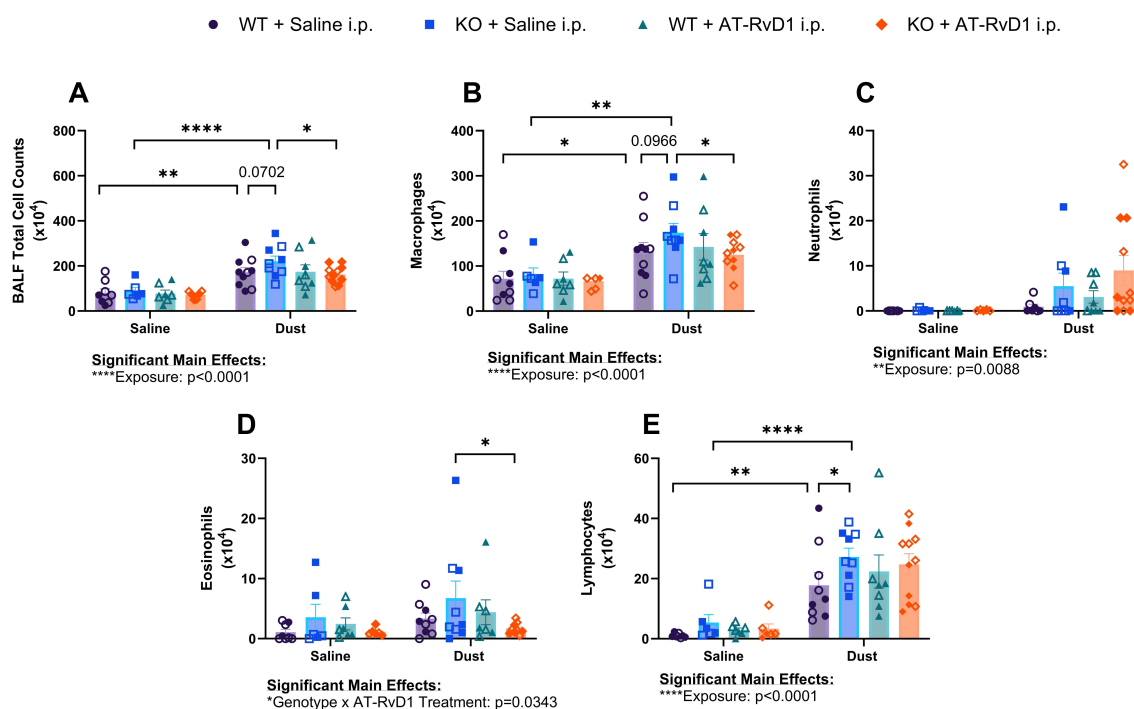 WT + Saline i.p. KO + Saline i.p. WT + AT-RvD1 i.p. KO + AT-RvD1 i.p.
A
BALF Total Cell Counts
(x10⁴)
800
600
400
200
0
****
*
**
0.0702
Saline Dust
Significant Main Effects:
****Exposure: p<0.0001
B
Macrophages
(x10⁴)
400
300
200
100
0
**
*
0.0966
*
Saline Dust
Significant Main Effects:
****Exposure: p<0.0001
C
Neutrophils
(x10⁴)
40
30
20
10
0
Saline Dust
Significant Main Effects:
**Exposure: p=0.0088
D
Eosinophils
(x10⁴)
30
20
10
0
*
Saline Dust
Significant Main Effects:
*Genotype x AT-RvD1 Treatment: p=0.0343
E
Lymphocytes
(x10⁴)
60
40
20
0
****
**
*
Saline Dust
Significant Main Effects:
****Exposure: p<0.0001